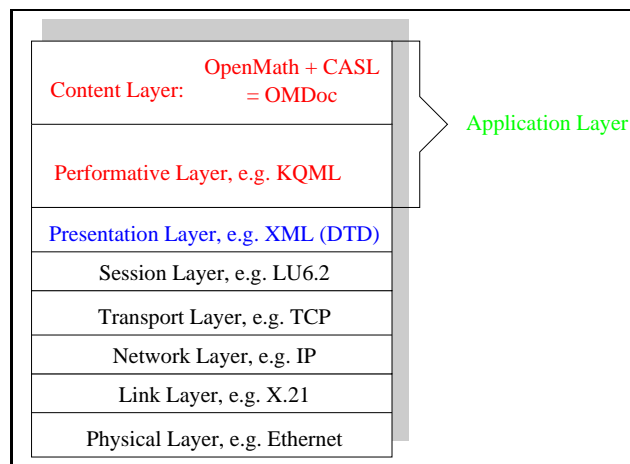 OpenMath + CASL
Content Layer:
= OMDoc
Application Layer
Performative Layer, e.g. KQML
Presentation Layer, e.g. XML (DTD)
Session Layer, e.g. LU6.2
Transport Layer, e.g. TCP
Network Layer, e.g. IP
Link Layer, e.g. X.21
Physical Layer, e.g. Ethernet